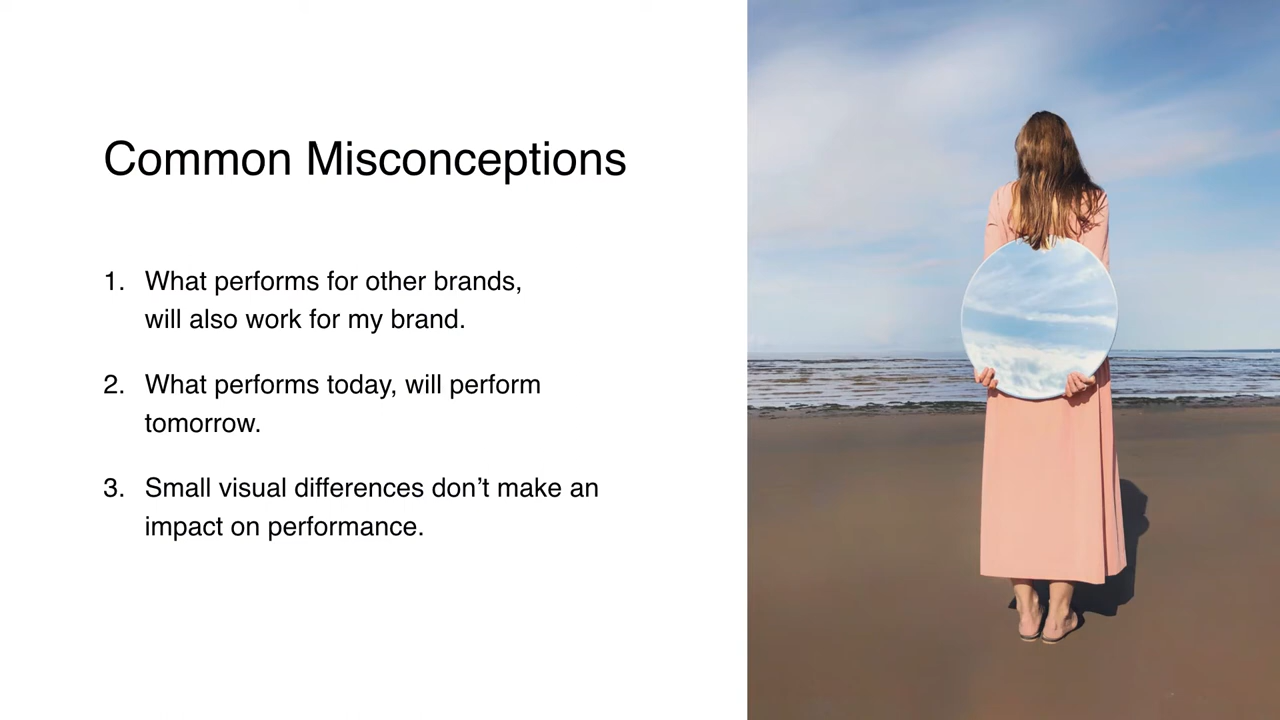 Common Misconceptions
1. What performs for other brands,
will also work for my brand.
2. What performs today, will perform
tomorrow.
3. Small visual differences don’t make an
impact on performance.